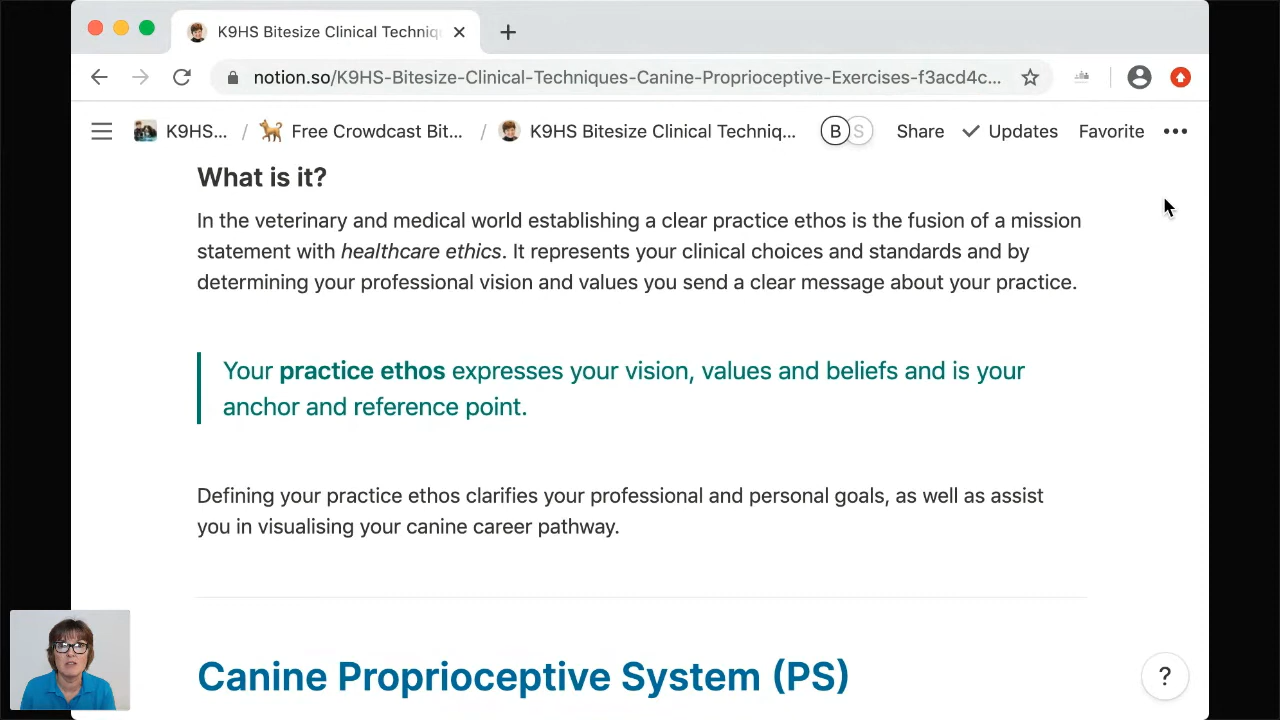 K9HS Bitesize Clinical Techniq
notion.so/K9HS-Bitesize-Clinical-Techniques-Canine-Proprioceptive-Exercises-f3acd4c...
K9HS... / Free Crowdcast Bit... / K9HS Bitesize Clinical Techniq... B S Share Updates Favorite
What is it?
In the veterinary and medical world establishing a clear practice ethos is the fusion of a mission
statement with healthcare ethics. It represents your clinical choices and standards and by
determining your professional vision and values you send a clear message about your practice.
Your practice ethos expresses your vision, values and beliefs and is your
anchor and reference point.
Defining your practice ethos clarifies your professional and personal goals, as well as assist
you in visualising your canine career pathway.
Canine Proprioceptive System (PS)
?